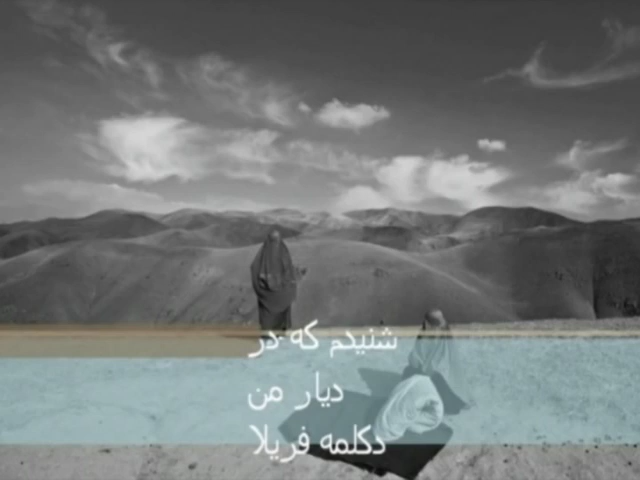 شنیدم که در
دیار من
دکلمه فریلا